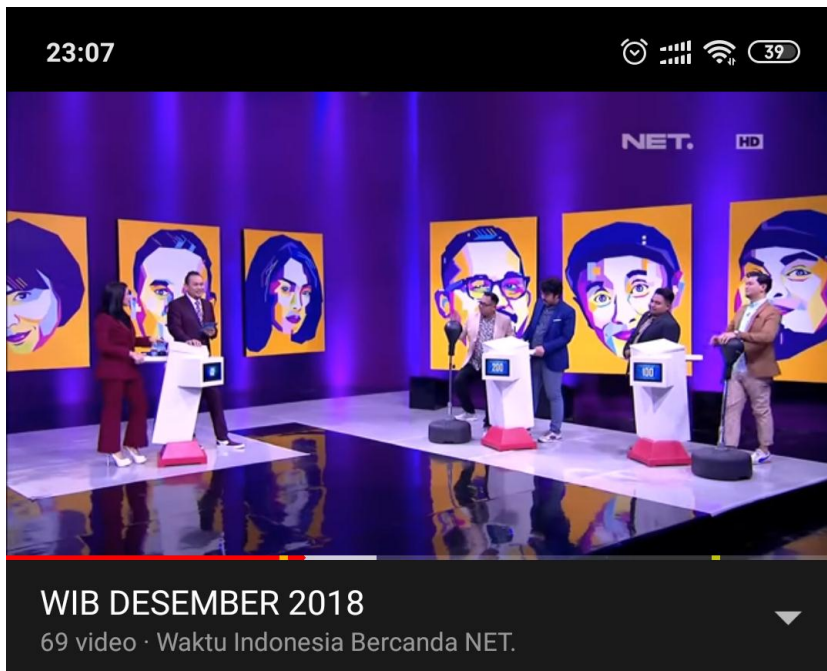 23:07
39
NET. HD
200
100
WIB DESEMBER 2018
69 video · Waktu Indonesia Bercanda NET.